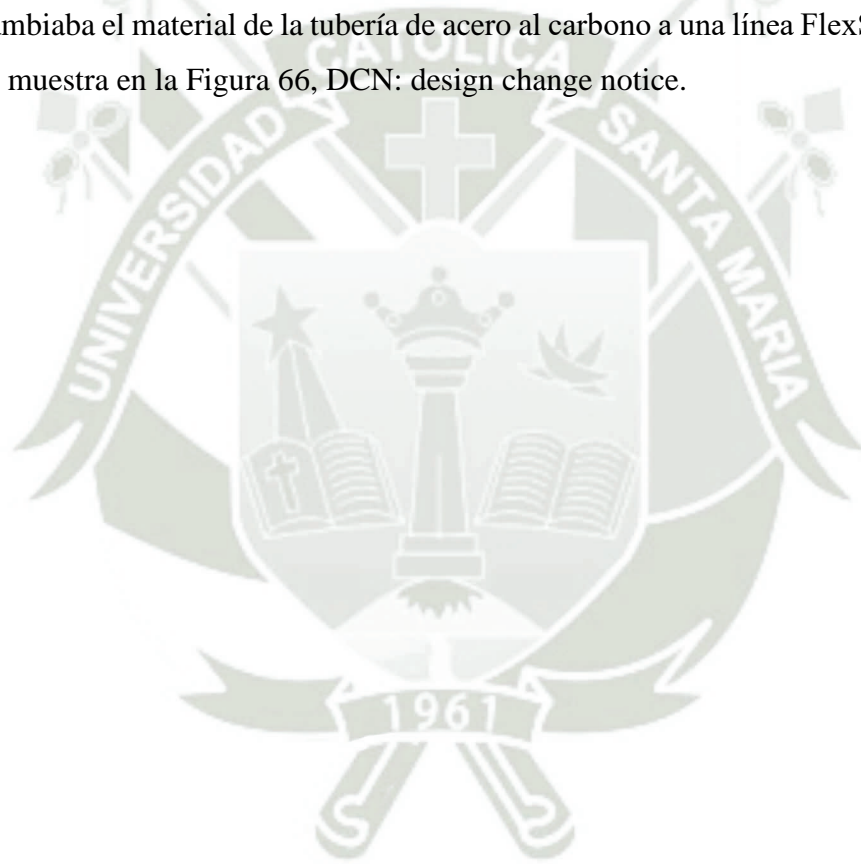 ambiaba el material de la tubería de acero al carbono a una línea Flex
muestra en la Figura 66, DCN: design change notice.
UNIVERSIDAD CATOLICA SANTA MARIA
1961